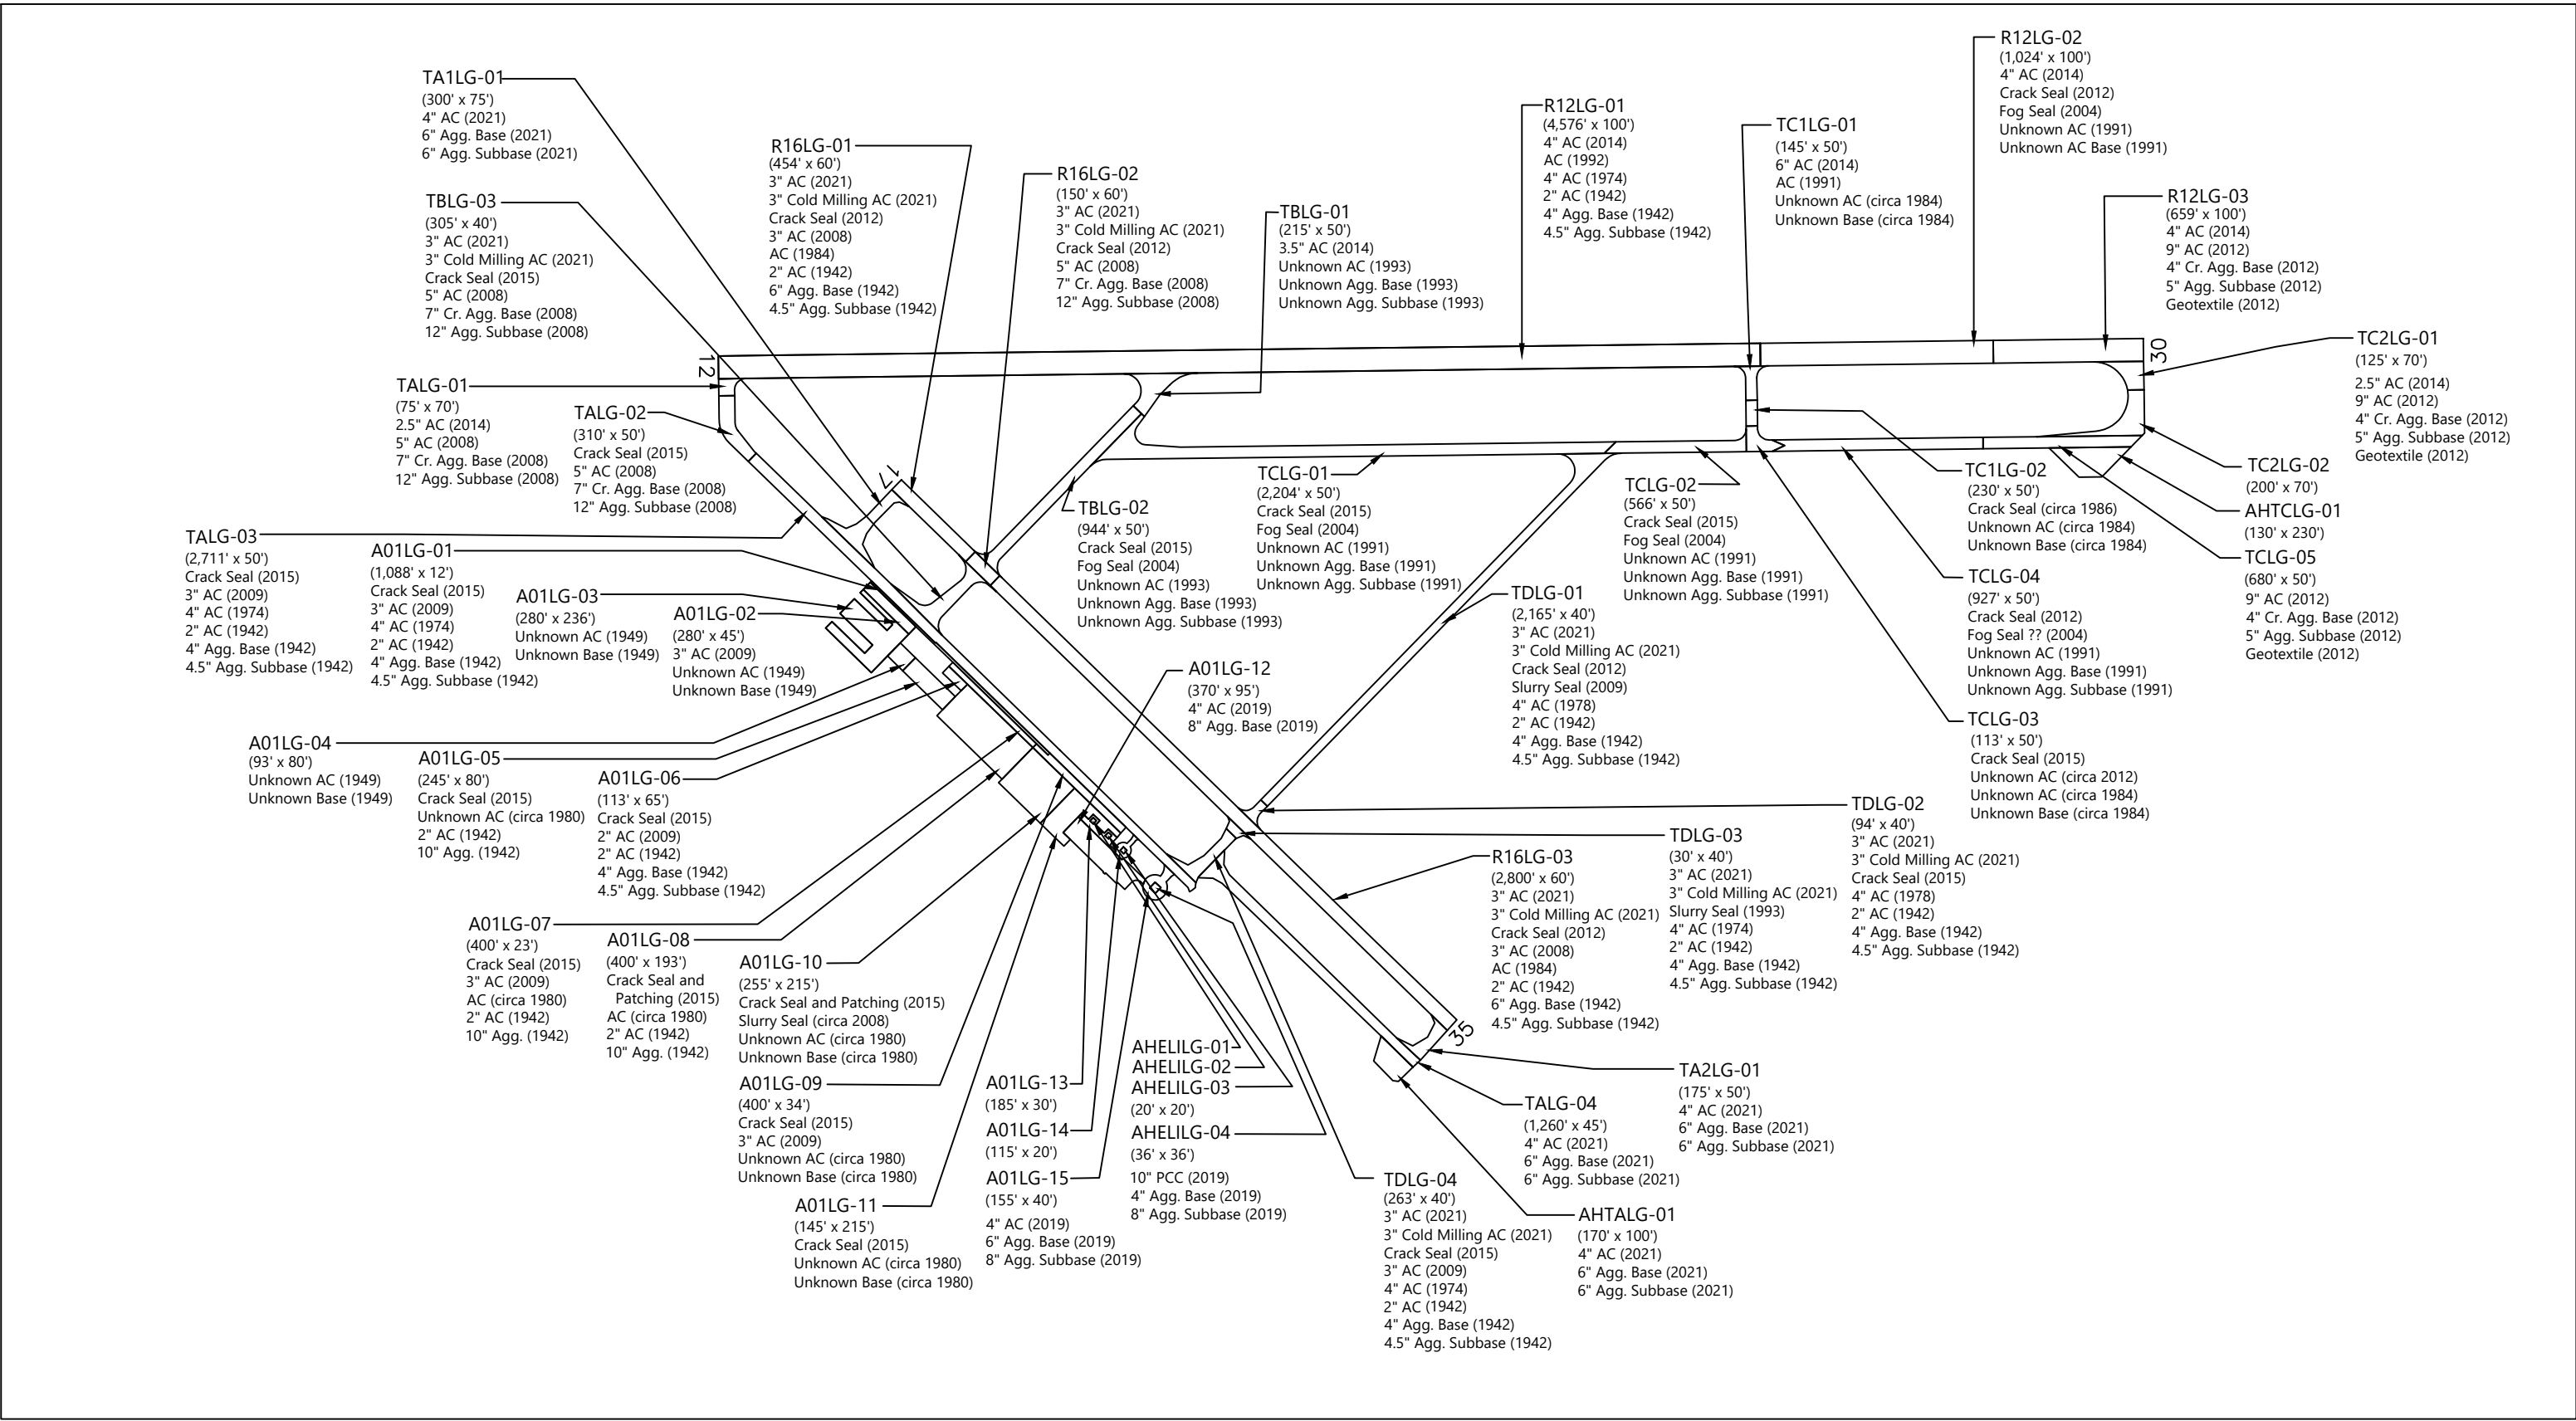 TA1LG-01
(300' x 75')
4" AC (2021)
6" Agg. Base (2021)
6" Agg. Subbase (2021)
TBLG-03
(305' x 40')
3" AC (2021)
3" Cold Milling AC (2021)
Crack Seal (2015)
5" AC (2008)
7" Cr. Agg. Base (2008)
12" Agg. Subbase (2008)
R16LG-01
(454' x 60')
3" AC (2021)
3" Cold Milling AC (2021)
Crack Seal (2012)
3" AC (2008)
AC (1984)
2" AC (1942)
6" Agg. Base (1942)
4.5" Agg. Subbase (1942)
R16LG-02
(150' x 60')
3" AC (2021)
3" Cold Milling AC (2021)
Crack Seal (2012)
5" AC (2008)
7" Cr. Agg. Base (2008)
12" Agg. Subbase (2008)
TBLG-01
(215' x 50')
3.5" AC (2014)
Unknown AC (1993)
Unknown Agg. Base (1993)
Unknown Agg. Subbase (1993)
R12LG-01
(4,576' x 100')
4" AC (2014)
AC (1992)
4" AC (1974)
2" AC (1942)
4" Agg. Base (1942)
4.5" Agg. Subbase (1942)
TC1LG-01
(145' x 50')
6" AC (2014)
AC (1991)
Unknown AC (circa 1984)
Unknown Base (circa 1984)
R12LG-02
(1,024' x 100')
4" AC (2014)
Crack Seal (2012)
Fog Seal (2004)
Unknown AC (1991)
Unknown AC Base (1991)
R12LG-03
(659' x 100')
4" AC (2014)
9" AC (2012)
4" Cr. Agg. Base (2012)
5" Agg. Subbase (2012)
Geotextile (2012)
12
30
TC2LG-01
(125' x 70')
2.5" AC (2014)
9" AC (2012)
4" Cr. Agg. Base (2012)
5" Agg. Subbase (2012)
Geotextile (2012)
TALG-01
(75' x 70')
2.5" AC (2014)
5" AC (2008)
7" Cr. Agg. Base (2008)
12" Agg. Subbase (2008)
TALG-02
(310' x 50')
Crack Seal (2015)
5" AC (2008)
7" Cr. Agg. Base (2008)
12" Agg. Subbase (2008)
17
TBLG-02
(944' x 50')
Crack Seal (2015)
Fog Seal (2004)
Unknown AC (1993)
Unknown Agg. Base (1993)
Unknown Agg. Subbase (1993)
TCLG-01
(2,204' x 50')
Crack Seal (2015)
Fog Seal (2004)
Unknown AC (1991)
Unknown Agg. Base (1991)
Unknown Agg. Subbase (1991)
TCLG-02
(566' x 50')
Crack Seal (2015)
Fog Seal (2004)
Unknown AC (1991)
Unknown Agg. Base (1991)
Unknown Agg. Subbase (1991)
TC1LG-02
(230' x 50')
Crack Seal (circa 1986)
Unknown AC (circa 1984)
Unknown Base (circa 1984)
TC2LG-02
(200' x 70')
AHTCLG-01
(130' x 230')
TCLG-05
(680' x 50')
9" AC (2012)
4" Cr. Agg. Base (2012)
5" Agg. Subbase (2012)
Geotextile (2012)
TALG-03
(2,711' x 50')
Crack Seal (2015)
3" AC (2009)
4" AC (1974)
2" AC (1942)
4" Agg. Base (1942)
4.5" Agg. Subbase (1942)
A01LG-01
(1,088' x 12')
Crack Seal (2015)
3" AC (2009)
4" AC (1974)
2" AC (1942)
4" Agg. Base (1942)
4.5" Agg. Subbase (1942)
A01LG-03
(280' x 236')
Unknown AC (1949)
Unknown Base (1949)
A01LG-02
(280' x 45')
3" AC (2009)
Unknown AC (1949)
Unknown Base (1949)
TCLG-04
(927' x 50')
Crack Seal (2012)
Fog Seal ?? (2004)
Unknown AC (1991)
Unknown Agg. Base (1991)
Unknown Agg. Subbase (1991)
TDLG-01
(2,165' x 40')
3" AC (2021)
3" Cold Milling AC (2021)
Crack Seal (2012)
Slurry Seal (2009)
4" AC (1978)
2" AC (1942)
4" Agg. Base (1942)
4.5" Agg. Subbase (1942)
A01LG-12
(370' x 95')
4" AC (2019)
8" Agg. Base (2019)
TCLG-03
(113' x 50')
Crack Seal (2015)
Unknown AC (circa 2012)
Unknown AC (circa 1984)
Unknown Base (circa 1984)
A01LG-04
(93' x 80')
Unknown AC (1949)
Unknown Base (1949)
A01LG-05
(245' x 80')
Crack Seal (2015)
Unknown AC (circa 1980)
2" AC (1942)
10" Agg. (1942)
A01LG-06
(113' x 65')
Crack Seal (2015)
2" AC (2009)
2" AC (1942)
4" Agg. Base (1942)
4.5" Agg. Subbase (1942)
TDLG-02
(94' x 40')
3" AC (2021)
3" Cold Milling AC (2021)
Crack Seal (2015)
4" AC (1978)
2" AC (1942)
4" Agg. Base (1942)
4.5" Agg. Subbase (1942)
TDLG-03
(30' x 40')
3" AC (2021)
3" Cold Milling AC (2021)
Slurry Seal (1993)
4" AC (1974)
2" AC (1942)
4" Agg. Base (1942)
4.5" Agg. Subbase (1942)
R16LG-03
(2,800' x 60')
3" AC (2021)
3" Cold Milling AC (2021)
Crack Seal (2012)
3" AC (2008)
AC (1984)
2" AC (1942)
6" Agg. Base (1942)
4.5" Agg. Subbase (1942)
A01LG-07
(400' x 23')
Crack Seal (2015)
3" AC (2009)
AC (circa 1980)
2" AC (1942)
10" Agg. (1942)
A01LG-08
(400' x 193')
Crack Seal and
Patching (2015)
AC (circa 1980)
2" AC (1942)
10" Agg. (1942)
A01LG-10
(255' x 215')
Crack Seal and Patching (2015)
Slurry Seal (circa 2008)
Unknown AC (circa 1980)
Unknown Base (circa 1980)
35
A01LG-09
(400' x 34')
Crack Seal (2015)
3" AC (2009)
Unknown AC (circa 1980)
Unknown Base (circa 1980)
A01LG-11
(145' x 215')
Crack Seal (2015)
Unknown AC (circa 1980)
Unknown Base (circa 1980)
A01LG-13
(185' x 30')
A01LG-14
(115' x 20')
A01LG-15
(155' x 40')
4" AC (2019)
6" Agg. Base (2019)
8" Agg. Subbase (2019)
AHELILG-01
AHELILG-02
AHELILG-03
(20' x 20')
AHELILG-04
(36' x 36')
10" PCC (2019)
4" Agg. Base (2019)
8" Agg. Subbase (2019)
TA2LG-01
(175' x 50')
4" AC (2021)
6" Agg. Base (2021)
6" Agg. Subbase (2021)
TALG-04
(1,260' x 45')
4" AC (2021)
6" Agg. Base (2021)
6" Agg. Subbase (2021)
TDLG-04
(263' x 40')
3" AC (2021)
3" Cold Milling AC (2021)
Crack Seal (2015)
3" AC (2009)
4" AC (1974)
2" AC (1942)
4" Agg. Base (1942)
4.5" Agg. Subbase (1942)
AHTALG-01
(170' x 100')
4" AC (2021)
6" Agg. Base (2021)
6" Agg. Subbase (2021)